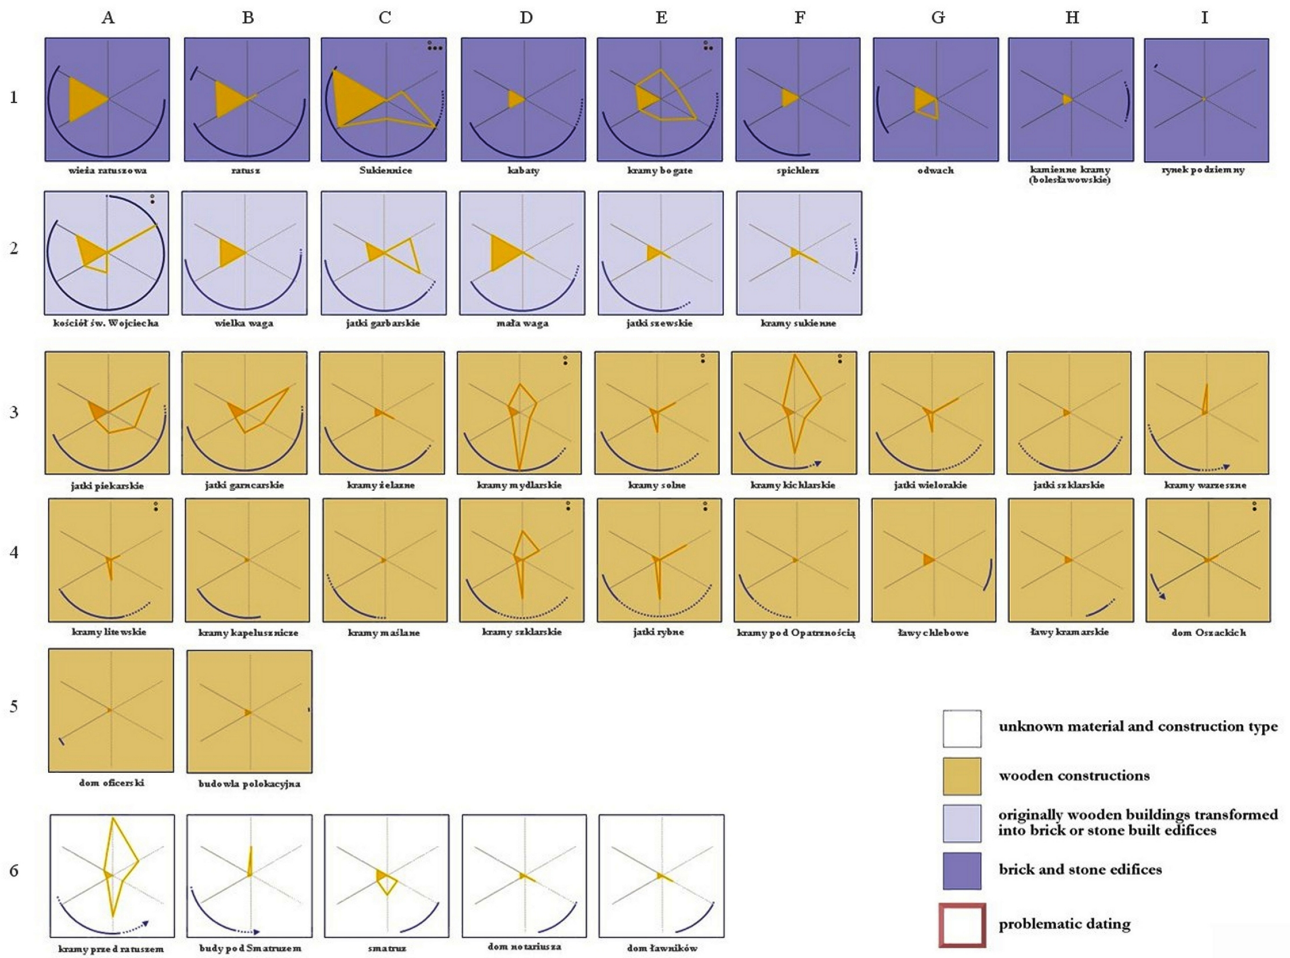 A B C D E F G H I
1
wieża ratuszowa ratusz Sukiennice kabaty kramy bogate spichlerz odwach kamienne kramy rynek podziemny
(bolesławowskie)
2
kościół św. Wojciecha wielka waga jatki garbarskie mała waga jatki szewskie kramy sukienne
3
jatki piekarskie jatki garncarskie kramy żelazne kramy mydlarskie kramy solne kramy kichlarskie jatki wielorakie jatki szklarskie kramy warzeszne
4
kramy litewskie kramy kapelusznicze kramy maślane kramy szklarskie jatki rybne kramy pod Opatrznością ławy chlebowe ławy kramarskie dom Oszackich
5
dom oficerski budowla polokacyjna
6
kramy przed ratuszem budy pod Smatruzem smatruz dom notariusza dom ławników
unknown material and construction type
wooden constructions
originally wooden buildings transformed
into brick or stone built edifices
brick and stone edifices
problematic dating